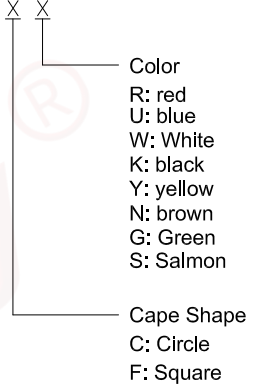 X X
Color
R: red
U: blue
W: White
K: black
Y: yellow
N: brown
G: Green
S: Salmon
Cape Shape
C: Circle
F: Square